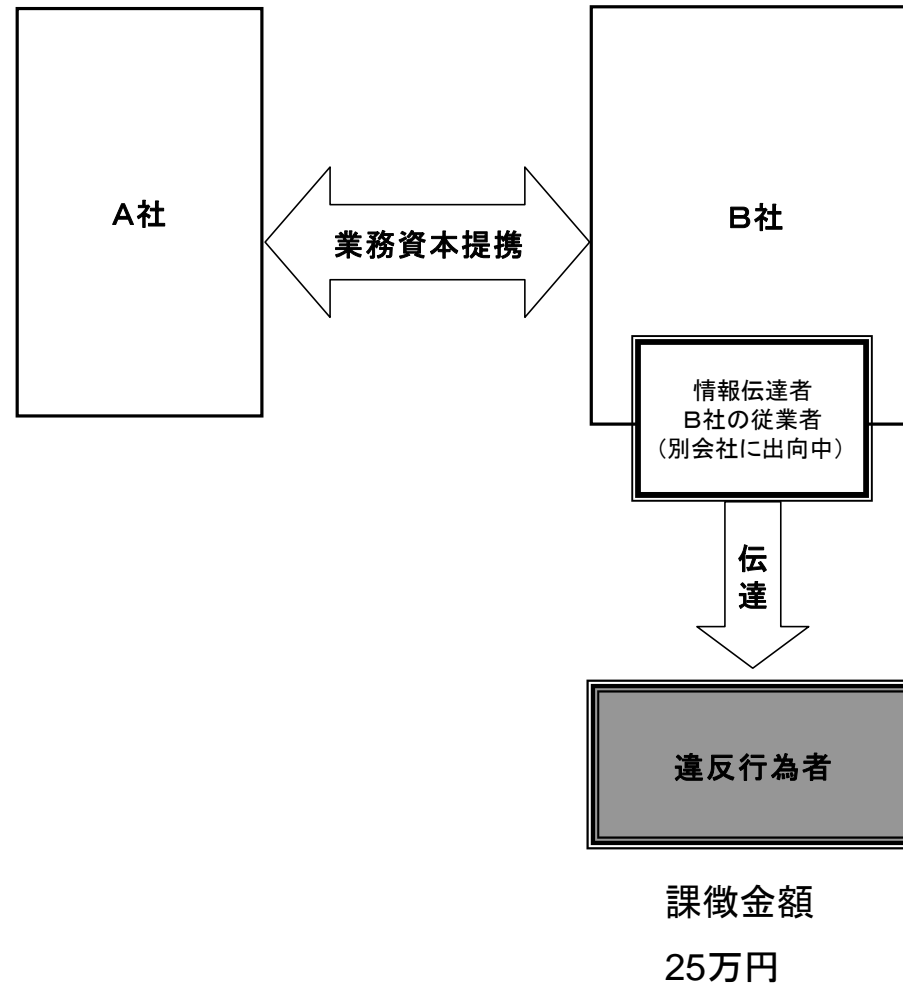 A社
業務資本提携
B社
情報伝達者
B社の従業者
(別会社に出向中)
伝
達
違反行為者
課徴金額
25万円